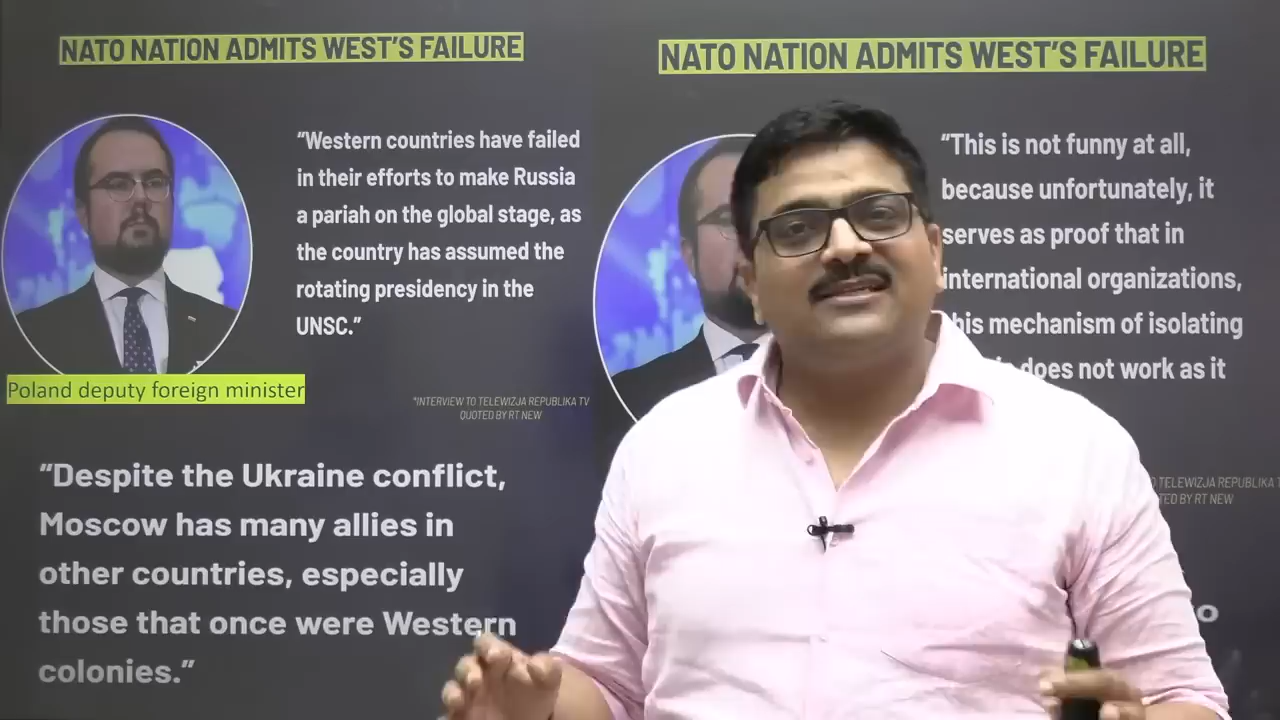 NATO NATION ADMITS WEST'S FAILURE
"Western countries have failed
in their efforts to make Russia
a pariah on the global stage, as
the country has assumed the
rotating presidency in the
UNSC."
Poland deputy foreign minister
*INTERVIEW TO TELEWIZJA REPUBLIKA TV
QUOTED BY RT NEW
"Despite the Ukraine conflict,
Moscow has many allies in
other countries, especially
those that once were Western
colonies."
NATO NATION ADMITS WEST'S FAILURE
"This is not funny at all,
because unfortunately, it
serves as proof that in
international organizations,
mechanism of isolating
does not work as it
TELEWIZJA REPUBLIKA
BY RT NEW